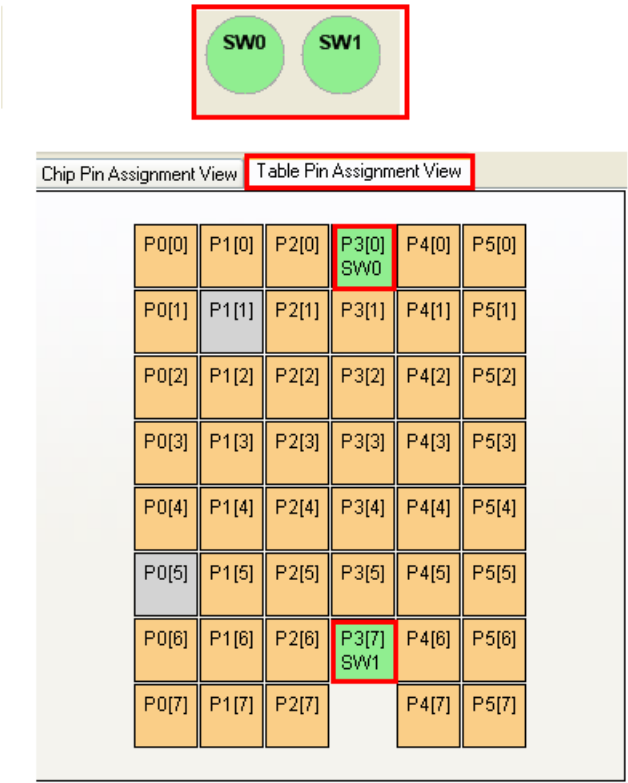 SW0 SW1
Chip Pin Assignment View Table Pin Assignment View
P0[0] P1[0] P2[0] P3[0] P4[0] P5[0]
SW0
P0[1] P1[1] P2[1] P3[1] P4[1] P5[1]
P0[2] P1[2] P2[2] P3[2] P4[2] P5[2]
P0[3] P1[3] P2[3] P3[3] P4[3] P5[3]
P0[4] P1[4] P2[4] P3[4] P4[4] P5[4]
P0[5] P1[5] P2[5] P3[5] P4[5] P5[5]
P0[6] P1[6] P2[6] P3[7] P4[6] P5[6]
SW1
P0[7] P1[7] P2[7] P4[7] P5[7]